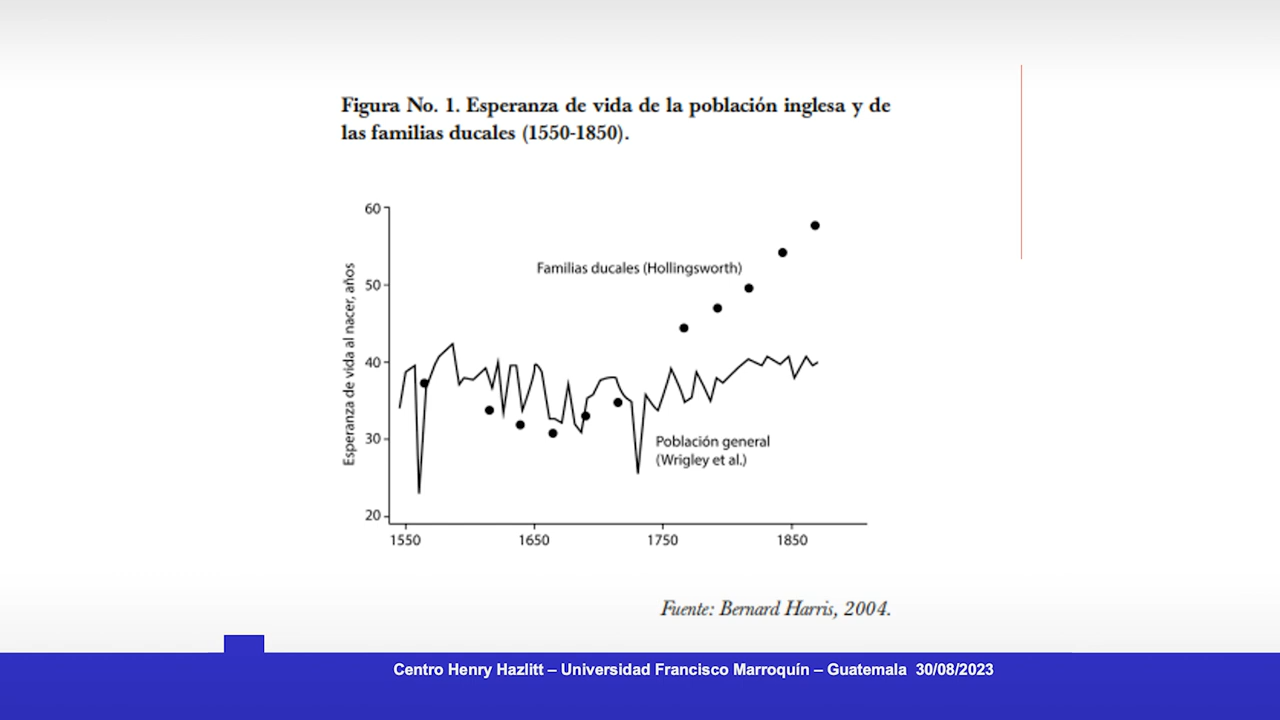 Figura No. 1. Esperanza de vida de la población inglesa y de
las familias ducales (1550-1850).
60
Familias ducales (Hollingsworth)
50
Esperanza de vida al nacer, años
40
30
Población general
(Wrigley et al.)
20
1550 1650 1750 1850
Fuente: Bernard Harris, 2004.
Centro Henry Hazlitt – Universidad Francisco Marroquín – Guatemala 30/08/2023